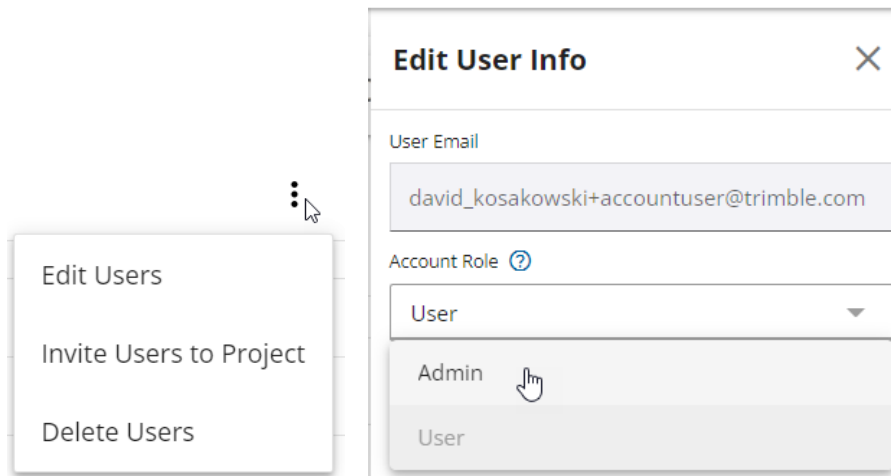 Edit Users
Invite Users to Project
Delete Users
Edit User Info
User Email
david_kosakowski+accountuser@trimble.com
Account Role
User
Admin
User